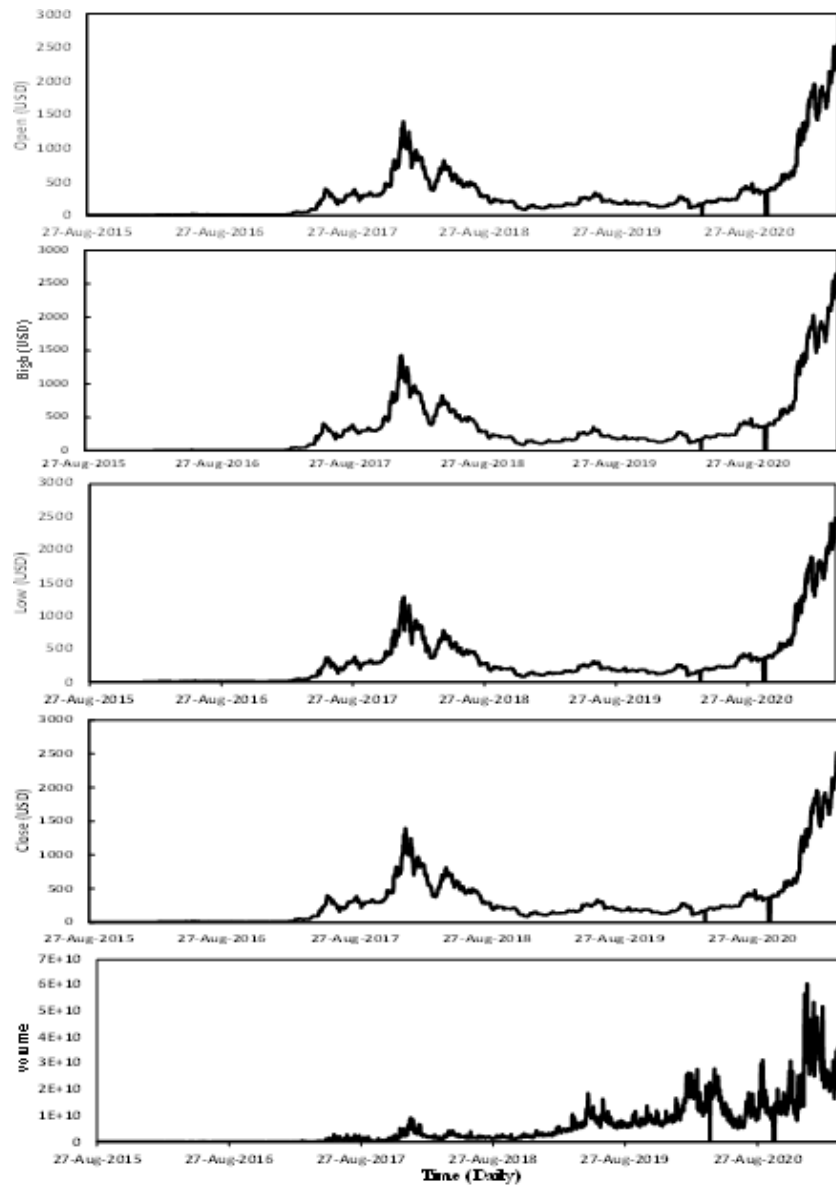 3000
2500
2000
1500
1000
500
0
Open (USD)
27-Aug-2015 27-Aug-2016 27-Aug-2017 27-Aug-2018 27-Aug-2019 27-Aug-2020
3000
2500
2000
1500
1000
500
0
High (USD)
27-Aug-2015 27-Aug-2016 27-Aug-2017 27-Aug-2018 27-Aug-2019 27-Aug-2020
3000
2500
2000
1500
1000
500
0
Low (USD)
27-Aug-2015 27-Aug-2016 27-Aug-2017 27-Aug-2018 27-Aug-2019 27-Aug-2020
3000
2500
2000
1500
1000
500
0
Close (USD)
27-Aug-2015 27-Aug-2016 27-Aug-2017 27-Aug-2018 27-Aug-2019 27-Aug-2020
7E+10
6E+10
5E+10
4E+10
3E+10
2E+10
1E+10
0
volume
27-Aug-2015 27-Aug-2016 27-Aug-2017 27-Aug-2018 27-Aug-2019 27-Aug-2020
Time (Daily)